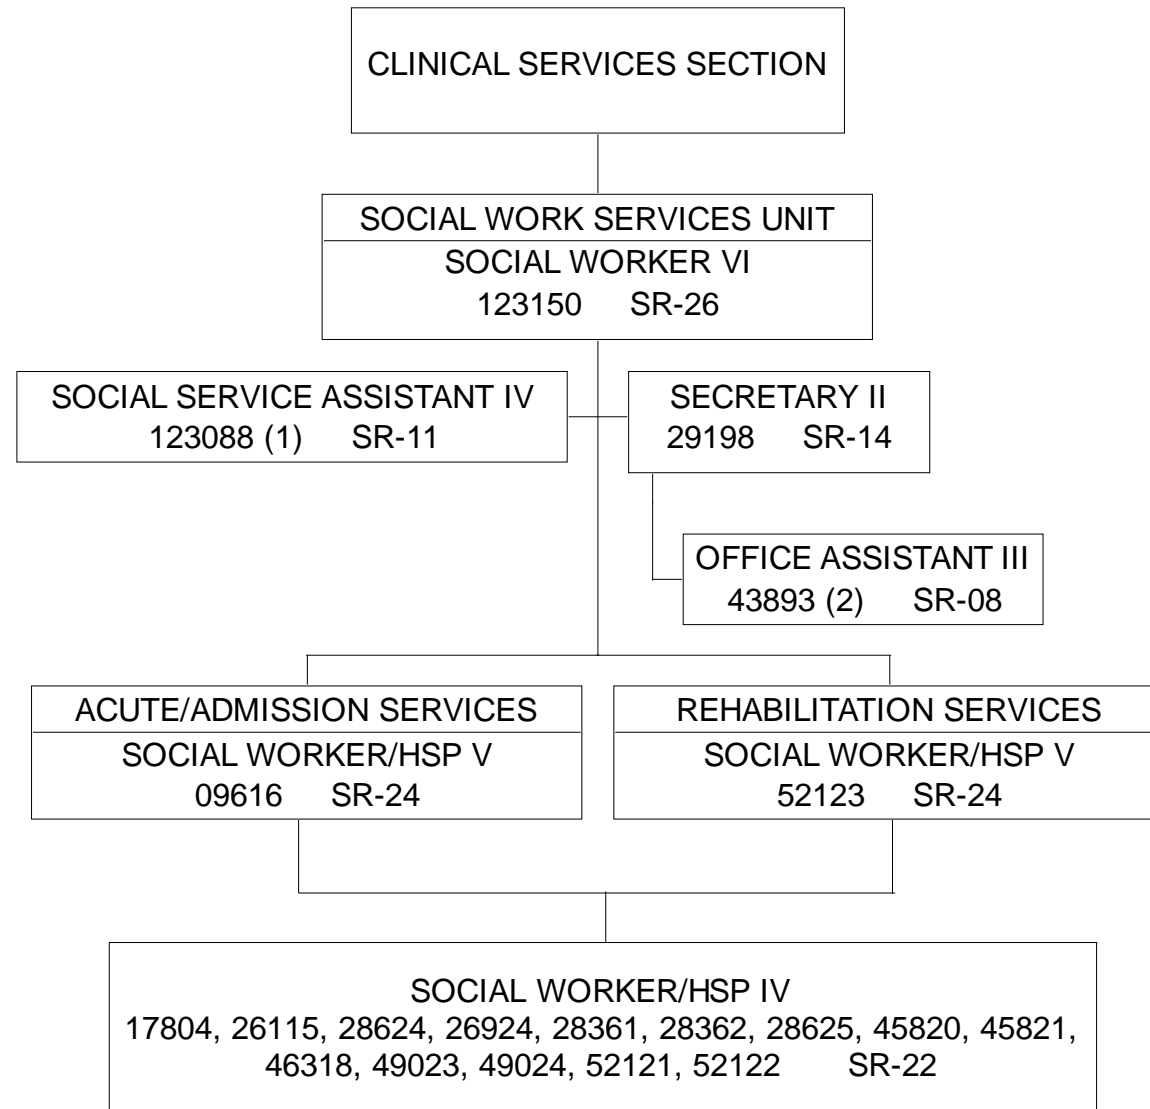 CLINICAL SERVICES SECTION
SOCIAL WORK SERVICES UNIT
SOCIAL WORKER VI
123150 SR-26
SOCIAL SERVICE ASSISTANT IV
123088 (1) SR-11
SECRETARY II
29198 SR-14
OFFICE ASSISTANT III
43893 (2) SR-08
ACUTE/ADMISSION SERVICES
SOCIAL WORKER/HSP V
09616 SR-24
REHABILITATION SERVICES
SOCIAL WORKER/HSP V
52123 SR-24
SOCIAL WORKER/HSP IV
17804, 26115, 28624, 26924, 28361, 28362, 28625, 45820, 45821,
46318, 49023, 49024, 52121, 52122 SR-22